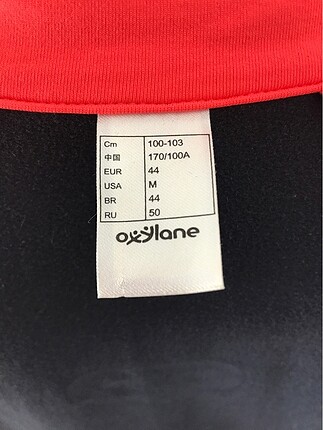 Cm 100-103
中国 170/100A
EUR 44
USA M
BR 44
RU 50
oxylane